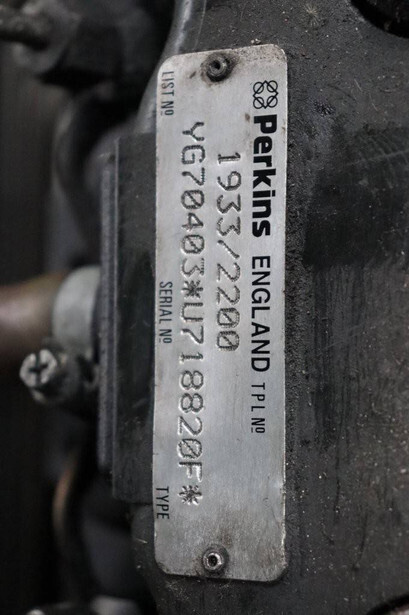 Perkins ENGLAND TPL Nº
1933/2200
YG70403*U718820F*
LIST Nº SERIAL Nº TYPE